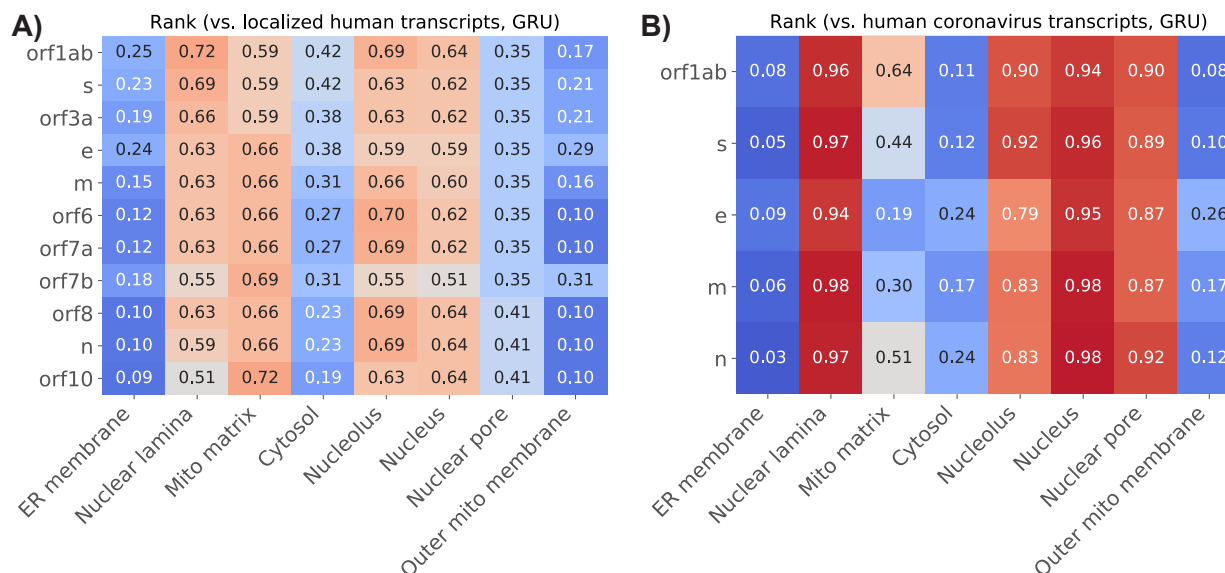 A)
Rank (vs. localized human transcripts, GRU)
orf1ab 0.25 0.72 0.59 0.42 0.69 0.64 0.35 0.17
s 0.23 0.69 0.59 0.42 0.63 0.62 0.35 0.21
orf3a 0.19 0.66 0.59 0.38 0.63 0.62 0.35 0.21
e 0.24 0.63 0.66 0.38 0.59 0.59 0.35 0.29
m 0.15 0.63 0.66 0.31 0.66 0.60 0.35 0.16
orf6 0.12 0.63 0.66 0.27 0.70 0.62 0.35 0.10
orf7a 0.12 0.63 0.66 0.27 0.69 0.62 0.35 0.10
orf7b 0.18 0.55 0.69 0.31 0.55 0.51 0.35 0.31
orf8 0.10 0.63 0.66 0.23 0.69 0.64 0.41 0.10
n 0.10 0.59 0.66 0.23 0.69 0.64 0.41 0.10
orf10 0.09 0.51 0.72 0.19 0.63 0.64 0.41 0.10
ER membrane
Nuclear lamina
Mito matrix
Cytosol
Nucleolus
Nucleus
Nuclear pore
Outer mito membrane
B)
Rank (vs. human coronavirus transcripts, GRU)
orf1ab 0.08 0.96 0.64 0.11 0.90 0.94 0.90 0.08
s 0.05 0.97 0.44 0.12 0.92 0.96 0.89 0.10
e 0.09 0.94 0.19 0.24 0.79 0.95 0.87 0.26
m 0.06 0.98 0.30 0.17 0.83 0.98 0.87 0.17
n 0.03 0.97 0.51 0.24 0.83 0.98 0.92 0.12
ER membrane
Nuclear lamina
Mito matrix
Cytosol
Nucleolus
Nucleus
Nuclear pore
Outer mito membrane